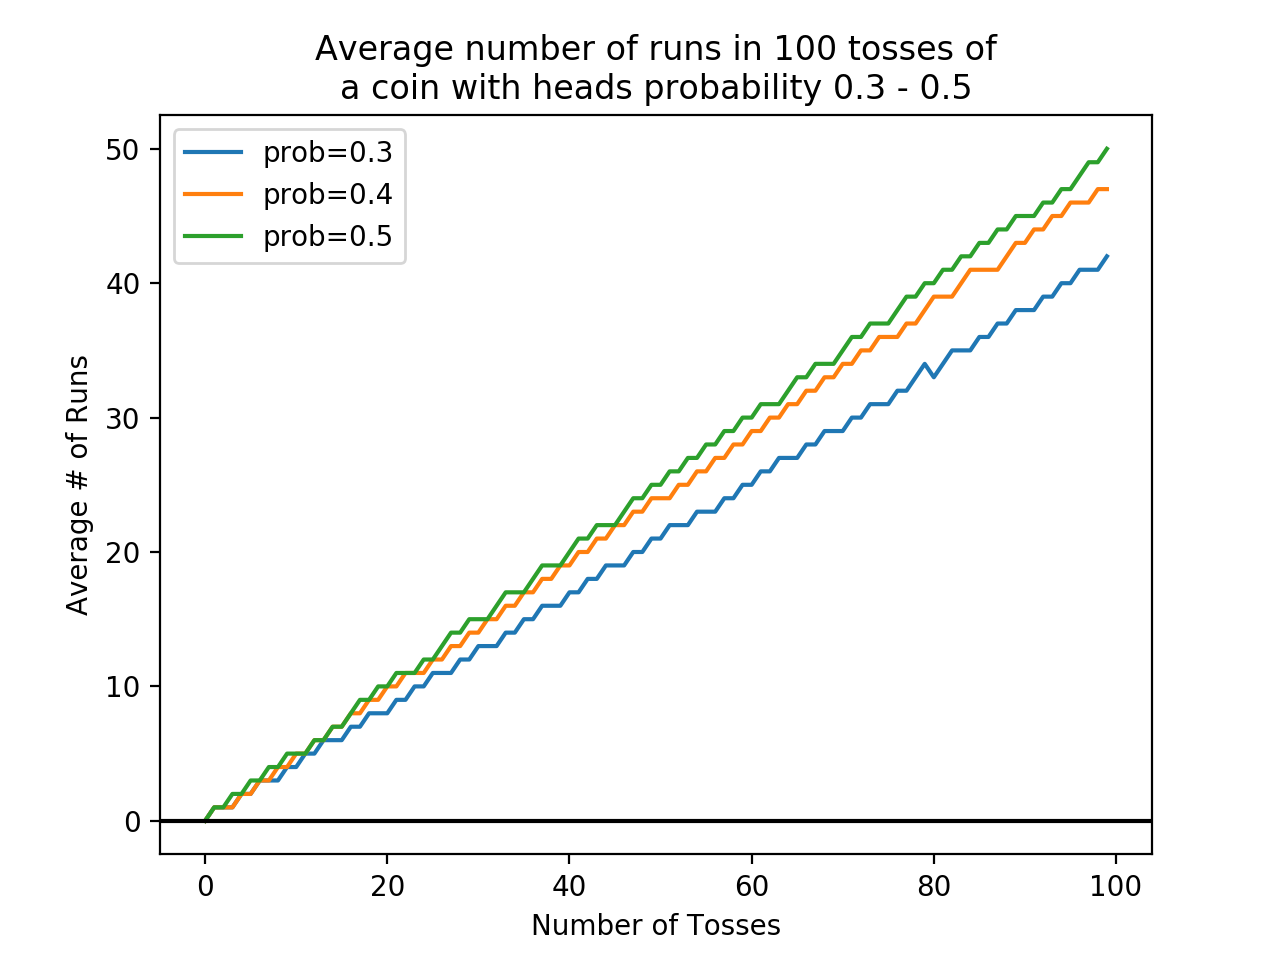 Average number of runs in 100 tosses of
a coin with heads probability 0.3 - 0.5
prob=0.3
prob=0.4
prob=0.5
50
40
30
20
10
0
Average # of Runs
0 20 40 60 80 100
Number of Tosses